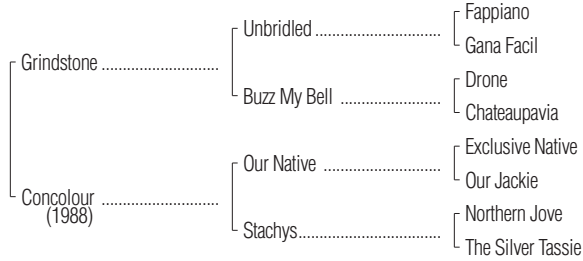 Fappiano
Unbridled
Gana Facil
Grindstone
Drone
Buzz My Bell
Chateaupavia
Exclusive Native
Our Native
Our Jackie
Concolour
(1988)
Northern Jove
Stachys
The Silver Tassie